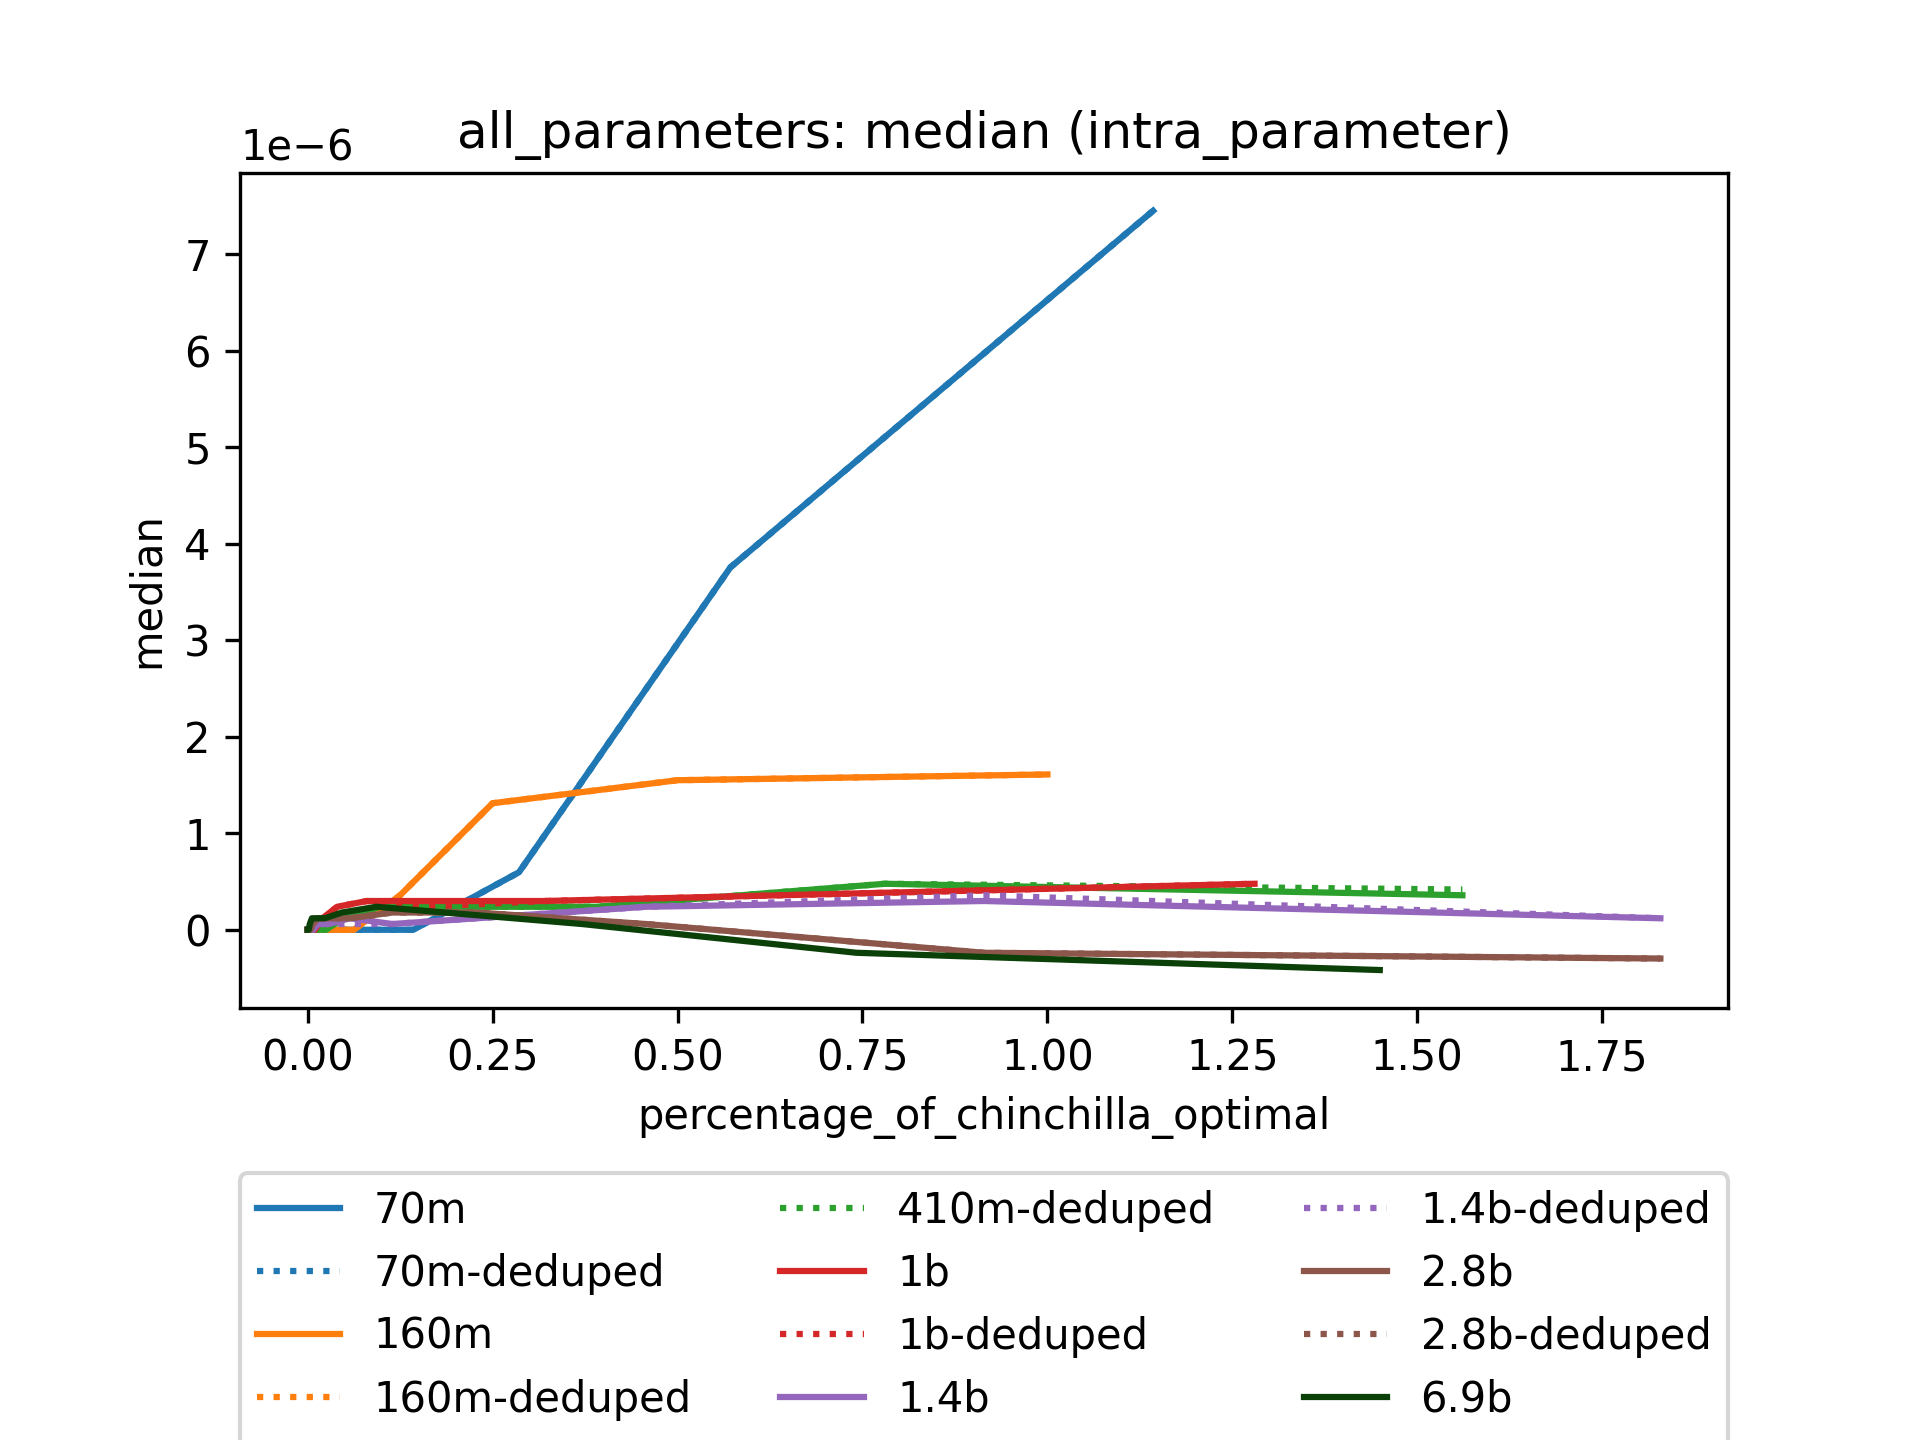 all_parameters: median (intra_parameter)
1e−6
7
6
5
4
3
2
1
0
median
0.00 0.25 0.50 0.75 1.00 1.25 1.50 1.75
percentage_of_chinchilla_optimal
70m
70m-deduped
160m
160m-deduped
410m-deduped
1b
1b-deduped
1.4b
1.4b-deduped
2.8b
2.8b-deduped
6.9b